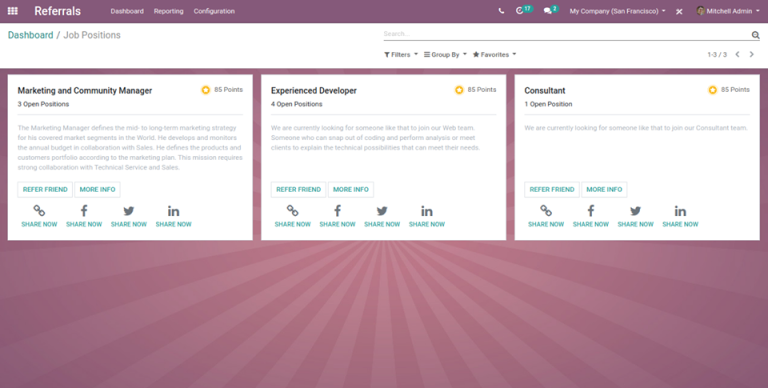 Referrals Dashboard Reporting Configuration 17 2 My Company (San Francisco) Mitchell Admin
Dashboard / Job Positions Search...
Filters Group By Favorites 1-3 / 3
Marketing and Community Manager 85 Points
3 Open Positions
The Marketing Manager defines the mid- to long-term marketing strategy
for his covered market segments in the World. He develops and monitors
the annual budget in collaboration with Sales. He defines the products and
customers portfolio according to the marketing plan. This mission requires
strong collaboration with Technical Service and Sales.
REFER FRIEND MORE INFO
SHARE NOW SHARE NOW SHARE NOW SHARE NOW
Experienced Developer 85 Points
4 Open Positions
We are currently looking for someone like that to join our Web team.
Someone who can snap out of coding and perform analysis or meet
clients to explain the technical possibilities that can meet their needs.
REFER FRIEND MORE INFO
SHARE NOW SHARE NOW SHARE NOW SHARE NOW
Consultant 85 Points
1 Open Position
We are currently looking for someone like that to join our Consultant team.
REFER FRIEND MORE INFO
SHARE NOW SHARE NOW SHARE NOW SHARE NOW